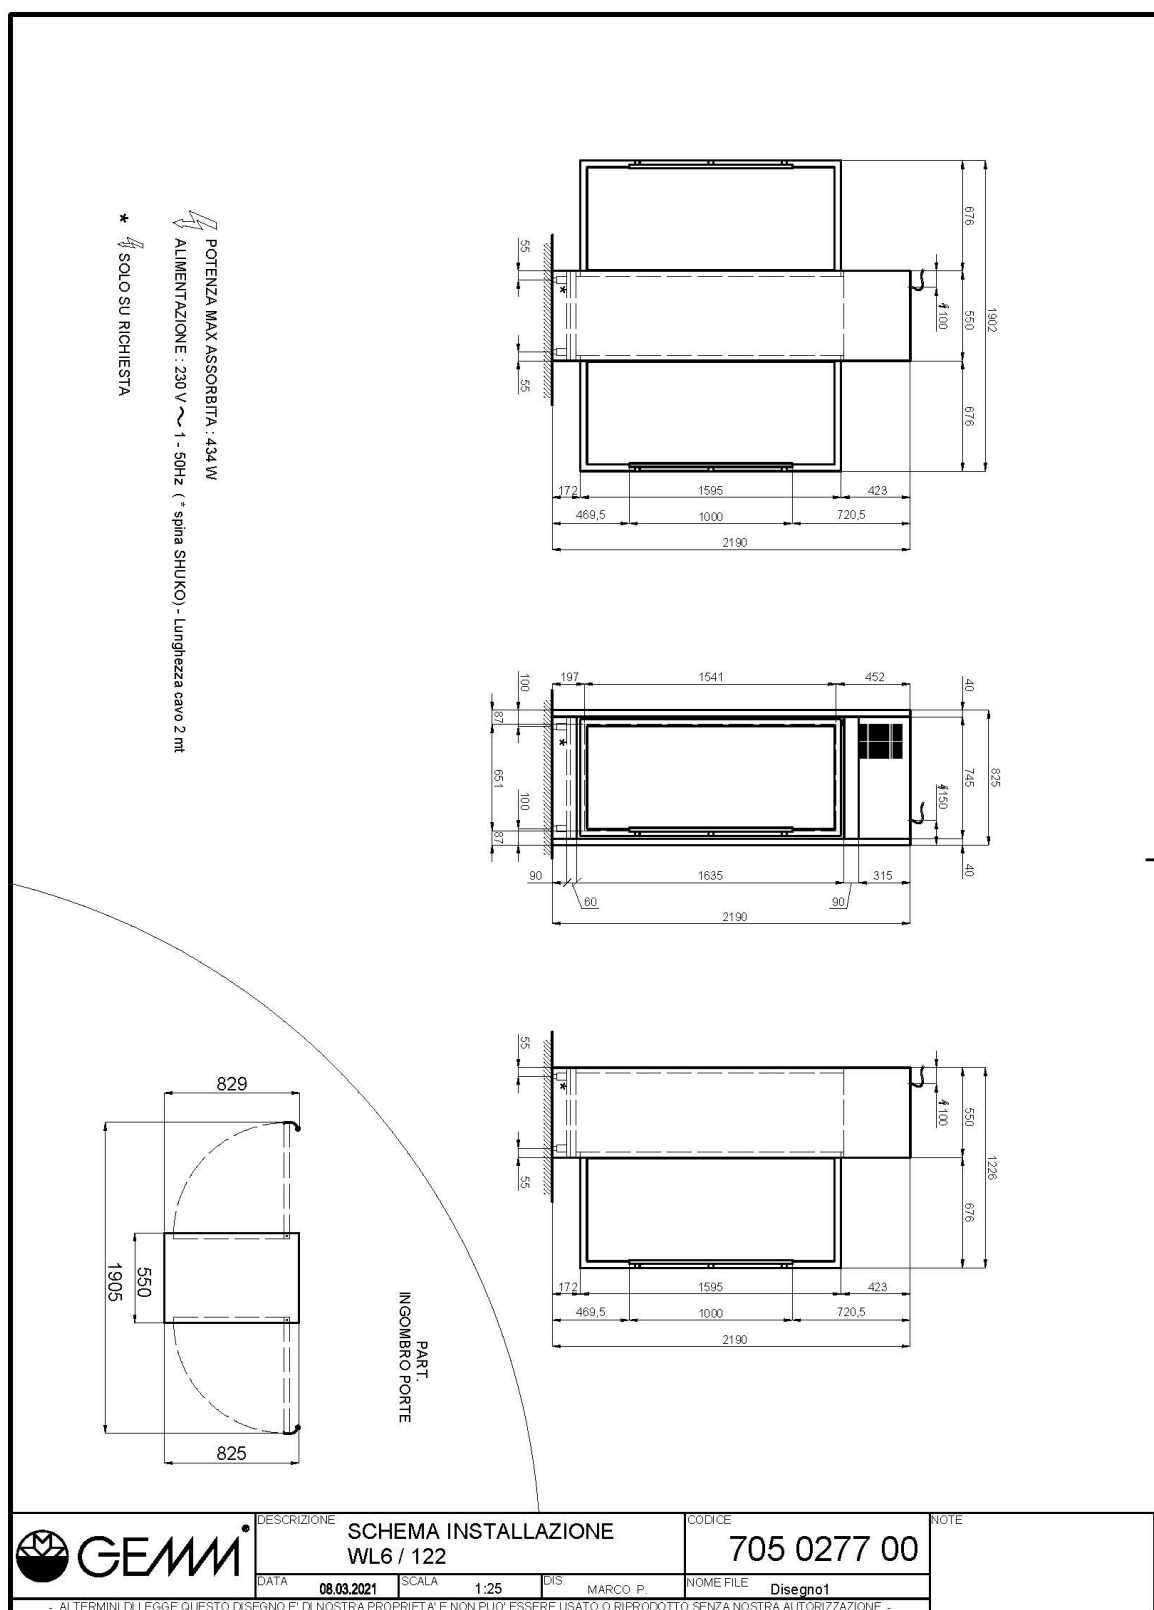 676
550
676
1902
100
55
55
172
1595
423
469,5
1000
720,5
2190
POTENZA MAX ASSORBITA : 434 W
ALIMENTAZIONE : 230 V ~ 1 - 50Hz ( * spina SHUKO) - Lunghezza cavo 2 mt
* SOLO SU RICHIESTA
197
1541
452
100
40
87
651
100
87
745
825
150
40
90
60
1635
90
315
2190
55
55
100
550
676
1226
172
1595
423
469,5
1000
720,5
2190
PART.
INGOMBRO PORTE
829
550
1905
825
GEMM®
DESCRIZIONE
SCHEMA INSTALLAZIONE
WL6 / 122
CODICE
705 0277 00
NOTE
DATA
08.03.2021
SCALA
1:25
DIS.
MARCO P.
NOME FILE
Disegno1
- AI TERMINI DI LEGGE QUESTO DISEGNO E' DI NOSTRA PROPRIETA' E NON PUO' ESSERE USATO O RIPRODOTTO SENZA NOSTRA AUTORIZZAZIONE -